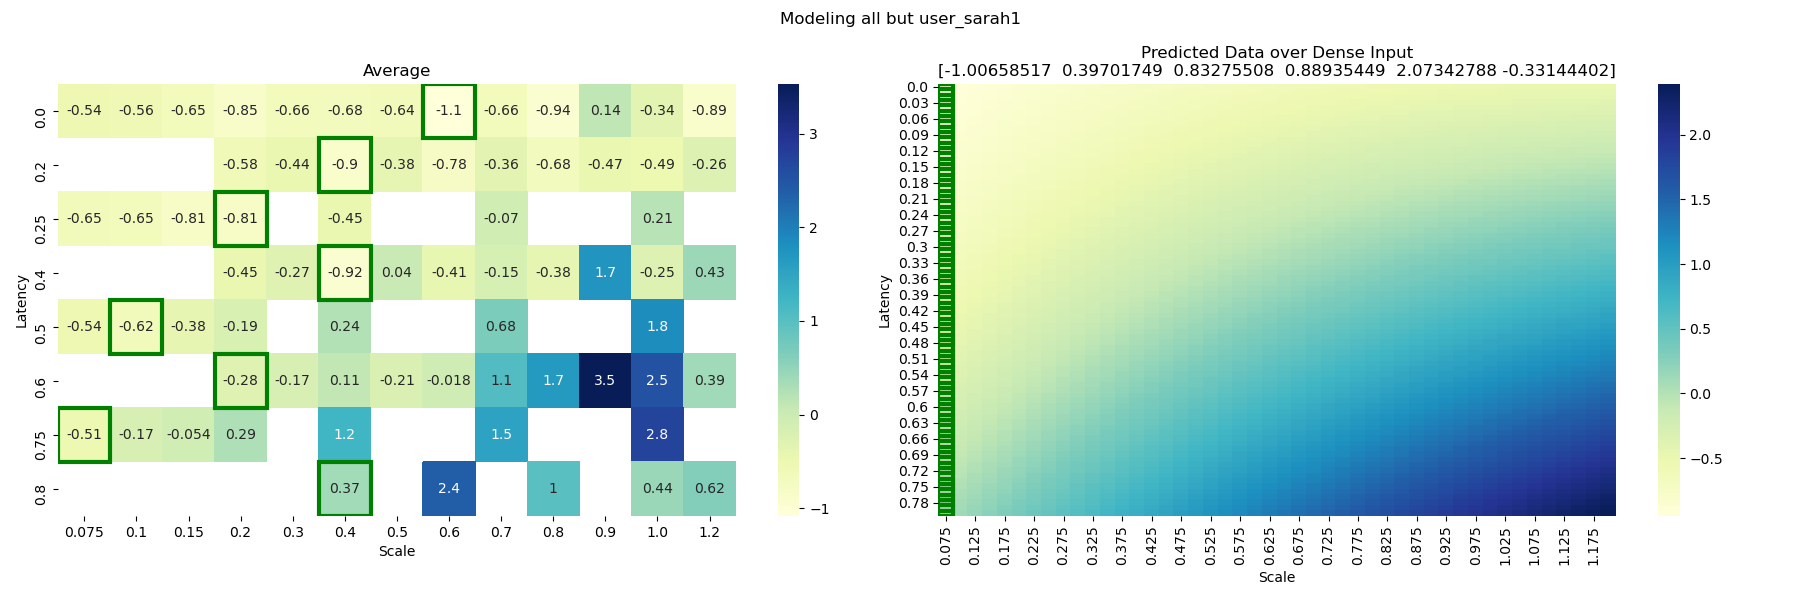 Modeling all but user_sarah1
Average
0.0 -0.54 -0.56 -0.65 -0.85 -0.66 -0.68 -0.64 -1.1 -0.66 -0.94 0.14 -0.34 -0.89
0.2 -0.58 -0.44 -0.9 -0.38 -0.78 -0.36 -0.68 -0.47 -0.49 -0.26
0.25 -0.65 -0.65 -0.81 -0.81 -0.45 -0.07 0.21
0.4 -0.45 -0.27 -0.92 0.04 -0.41 -0.15 -0.38 1.7 -0.25 0.43
0.5 -0.54 -0.62 -0.38 -0.19 0.24 0.68 1.8
0.6 -0.28 -0.17 0.11 -0.21 -0.018 1.1 1.7 3.5 2.5 0.39
0.75 -0.51 -0.17 -0.054 0.29 1.2 1.5 2.8
0.8 0.37 2.4 1 0.44 0.62
0.075 0.1 0.15 0.2 0.3 0.4 0.5 0.6 0.7 0.8 0.9 1.0 1.2
Scale
Latency
3
2
1
0
−1
Predicted Data over Dense Input
[-1.00658517 0.39701749 0.83275508 0.88935449 2.07342788 -0.33144402]
0.0
0.03
0.06
0.09
0.12
0.15
0.18
0.21
0.24
0.27
0.3
0.33
0.36
0.39
0.42
0.45
0.48
0.51
0.54
0.57
0.6
0.63
0.66
0.69
0.72
0.75
0.78
Latency
0.075 0.125 0.175 0.225 0.275 0.325 0.375 0.425 0.475 0.525 0.575 0.625 0.675 0.725 0.775 0.825 0.875 0.925 0.975 1.025 1.075 1.125 1.175
Scale
2.0
1.5
1.0
0.5
0.0
−0.5